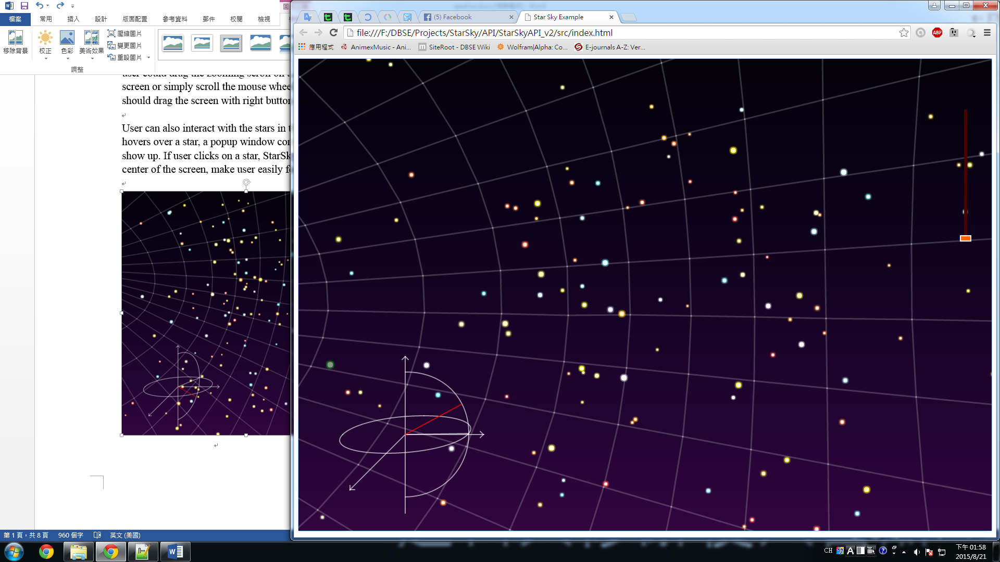 檔案 常用 插入 設計 版面配置 參考資料 郵件 校閱 檢視
移除背景 校正 色彩 美術效果
壓縮圖片
變更圖片
重設圖片
調整
screen or simply scroll the mouse whee
should drag the screen with right button
User can also interact with the stars in t
hovers over a star, a popup window con
show up. If user clicks on a star, StarSk
center of the screen, make user easily f
第 1 頁，共 8 頁 960 個字 英文 (美國)
(5) Facebook
Star Sky Example
file:///F:/DBSE/Projects/StarSky/API/StarSkyAPI_v2/src/index.html
ABP
應用程式 AnimexMusic - Ani... SiteRoot - DBSE Wiki Wolfram|Alpha: Co... E-journals A-Z: Ver...
CH
下午 01:58
2015/8/21